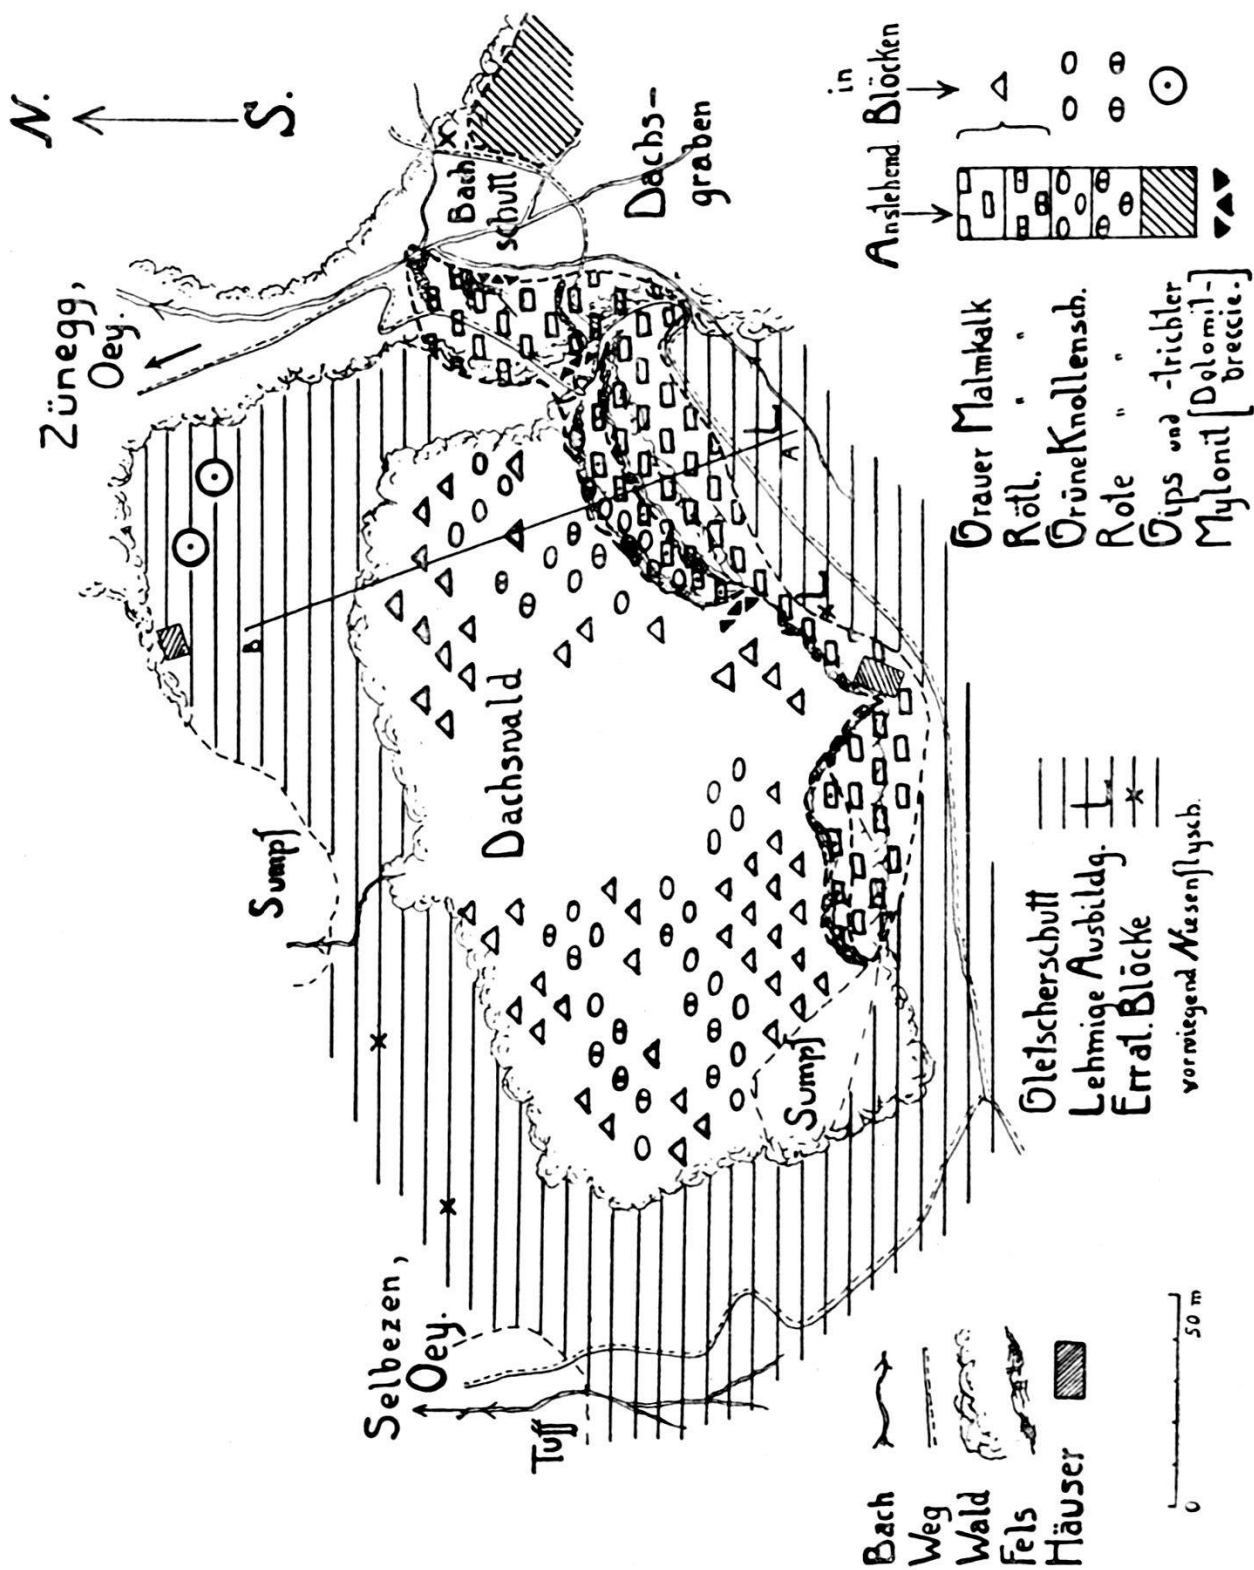 N.
S.
Zünegg,
Oey.
Bach
schutt
Dachs-
graben
Sumpf
Dachswald
B
A
L
L
Sumpf
Selbezen,
Oey.
Tuff
Anstehend
in
Blöcken
Grauer Malmkalk
Rötl. " "
Grüne Knollensch.
Rote " "
Gips und -trichter
Mylonit [Dolomit-
breccie.]
Gletscherschutt
Lehmige Ausbildg.
L
Errat. Blöcke
vorwiegend Niesenflysch.
Bach
Weg
Wald
Fels
Häuser
0 50 m